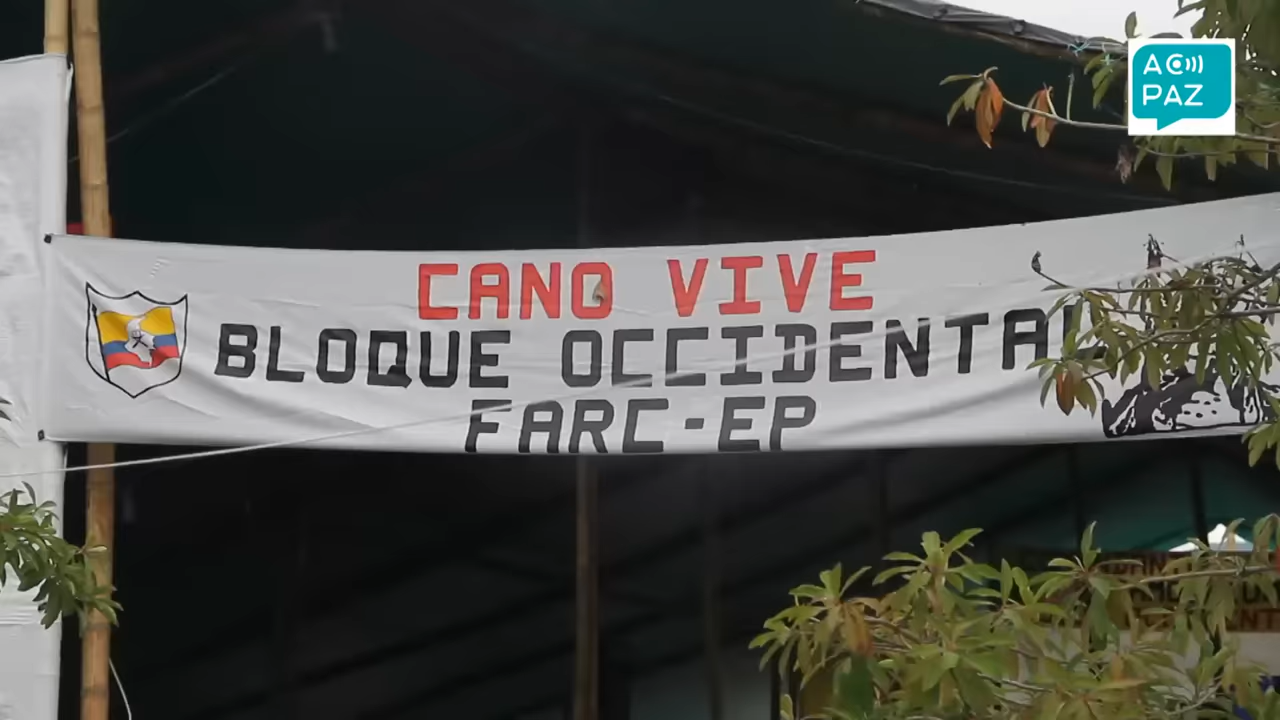 AC
PAZ
CANO VIVE
BLOQUE OCCIDENTAL
FARC-EP